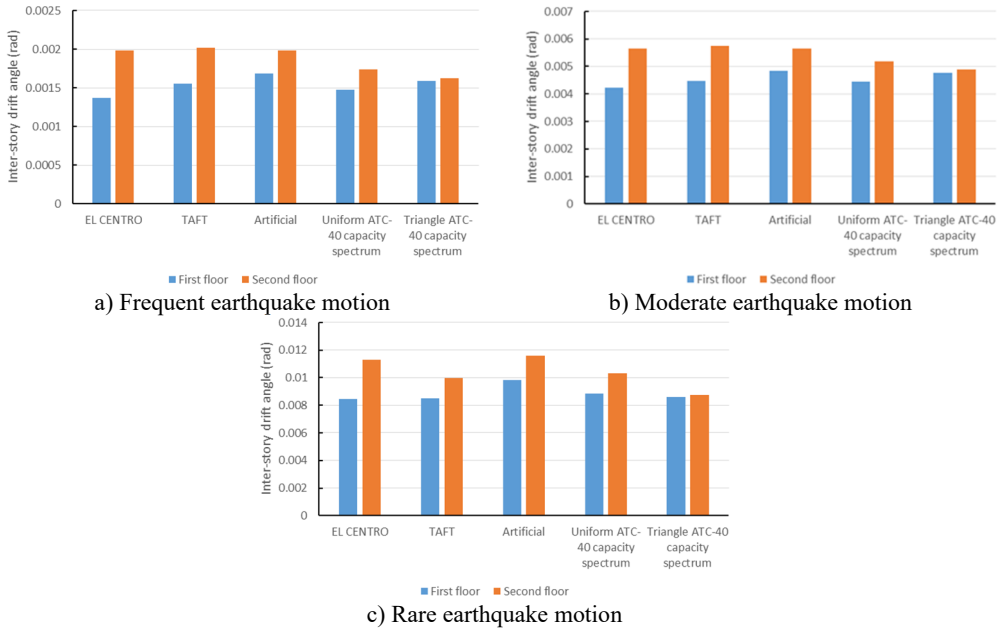 Inter-story drift angle (rad)
0.0025
0.002
0.0015
0.001
0.0005
0
EL CENTRO
TAFT
Artificial
Uniform ATC-
40 capacity
spectrum
Triangle ATC-
40 capacity
spectrum
First floor
Second floor
a) Frequent earthquake motion
Inter-story drift angle (rad)
0.007
0.006
0.005
0.004
0.003
0.002
0.001
0
EL CENTRO
TAFT
Artificial
Uniform ATC-
40 capacity
spectrum
Triangle ATC-40
capacity
spectrum
First floor
Second floor
b) Moderate earthquake motion
Inter-story drift angle (rad)
0.014
0.012
0.01
0.008
0.006
0.004
0.002
0
EL CENTRO
TAFT
Artificial
Uniform ATC-
40 capacity
spectrum
Triangle ATC-40
capacity
spectrum
First floor
Second floor
c) Rare earthquake motion